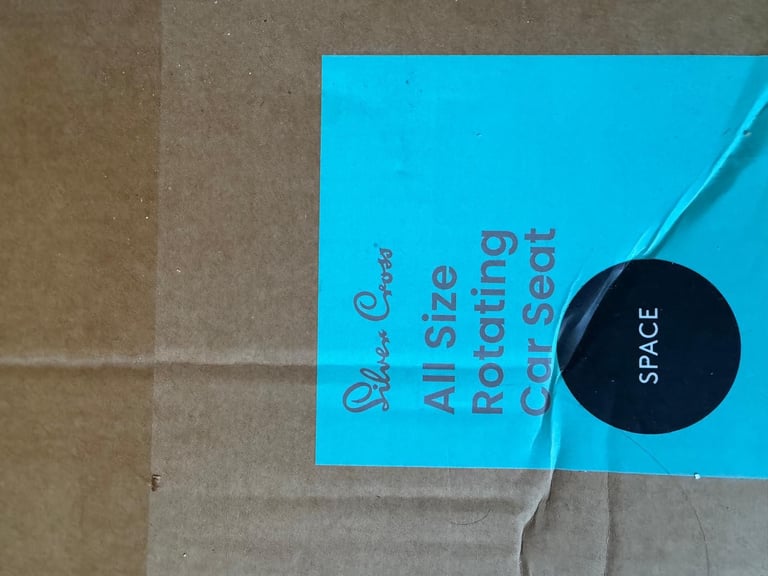 Silver Cross
All Size
Rotating
Car Seat
SPACE